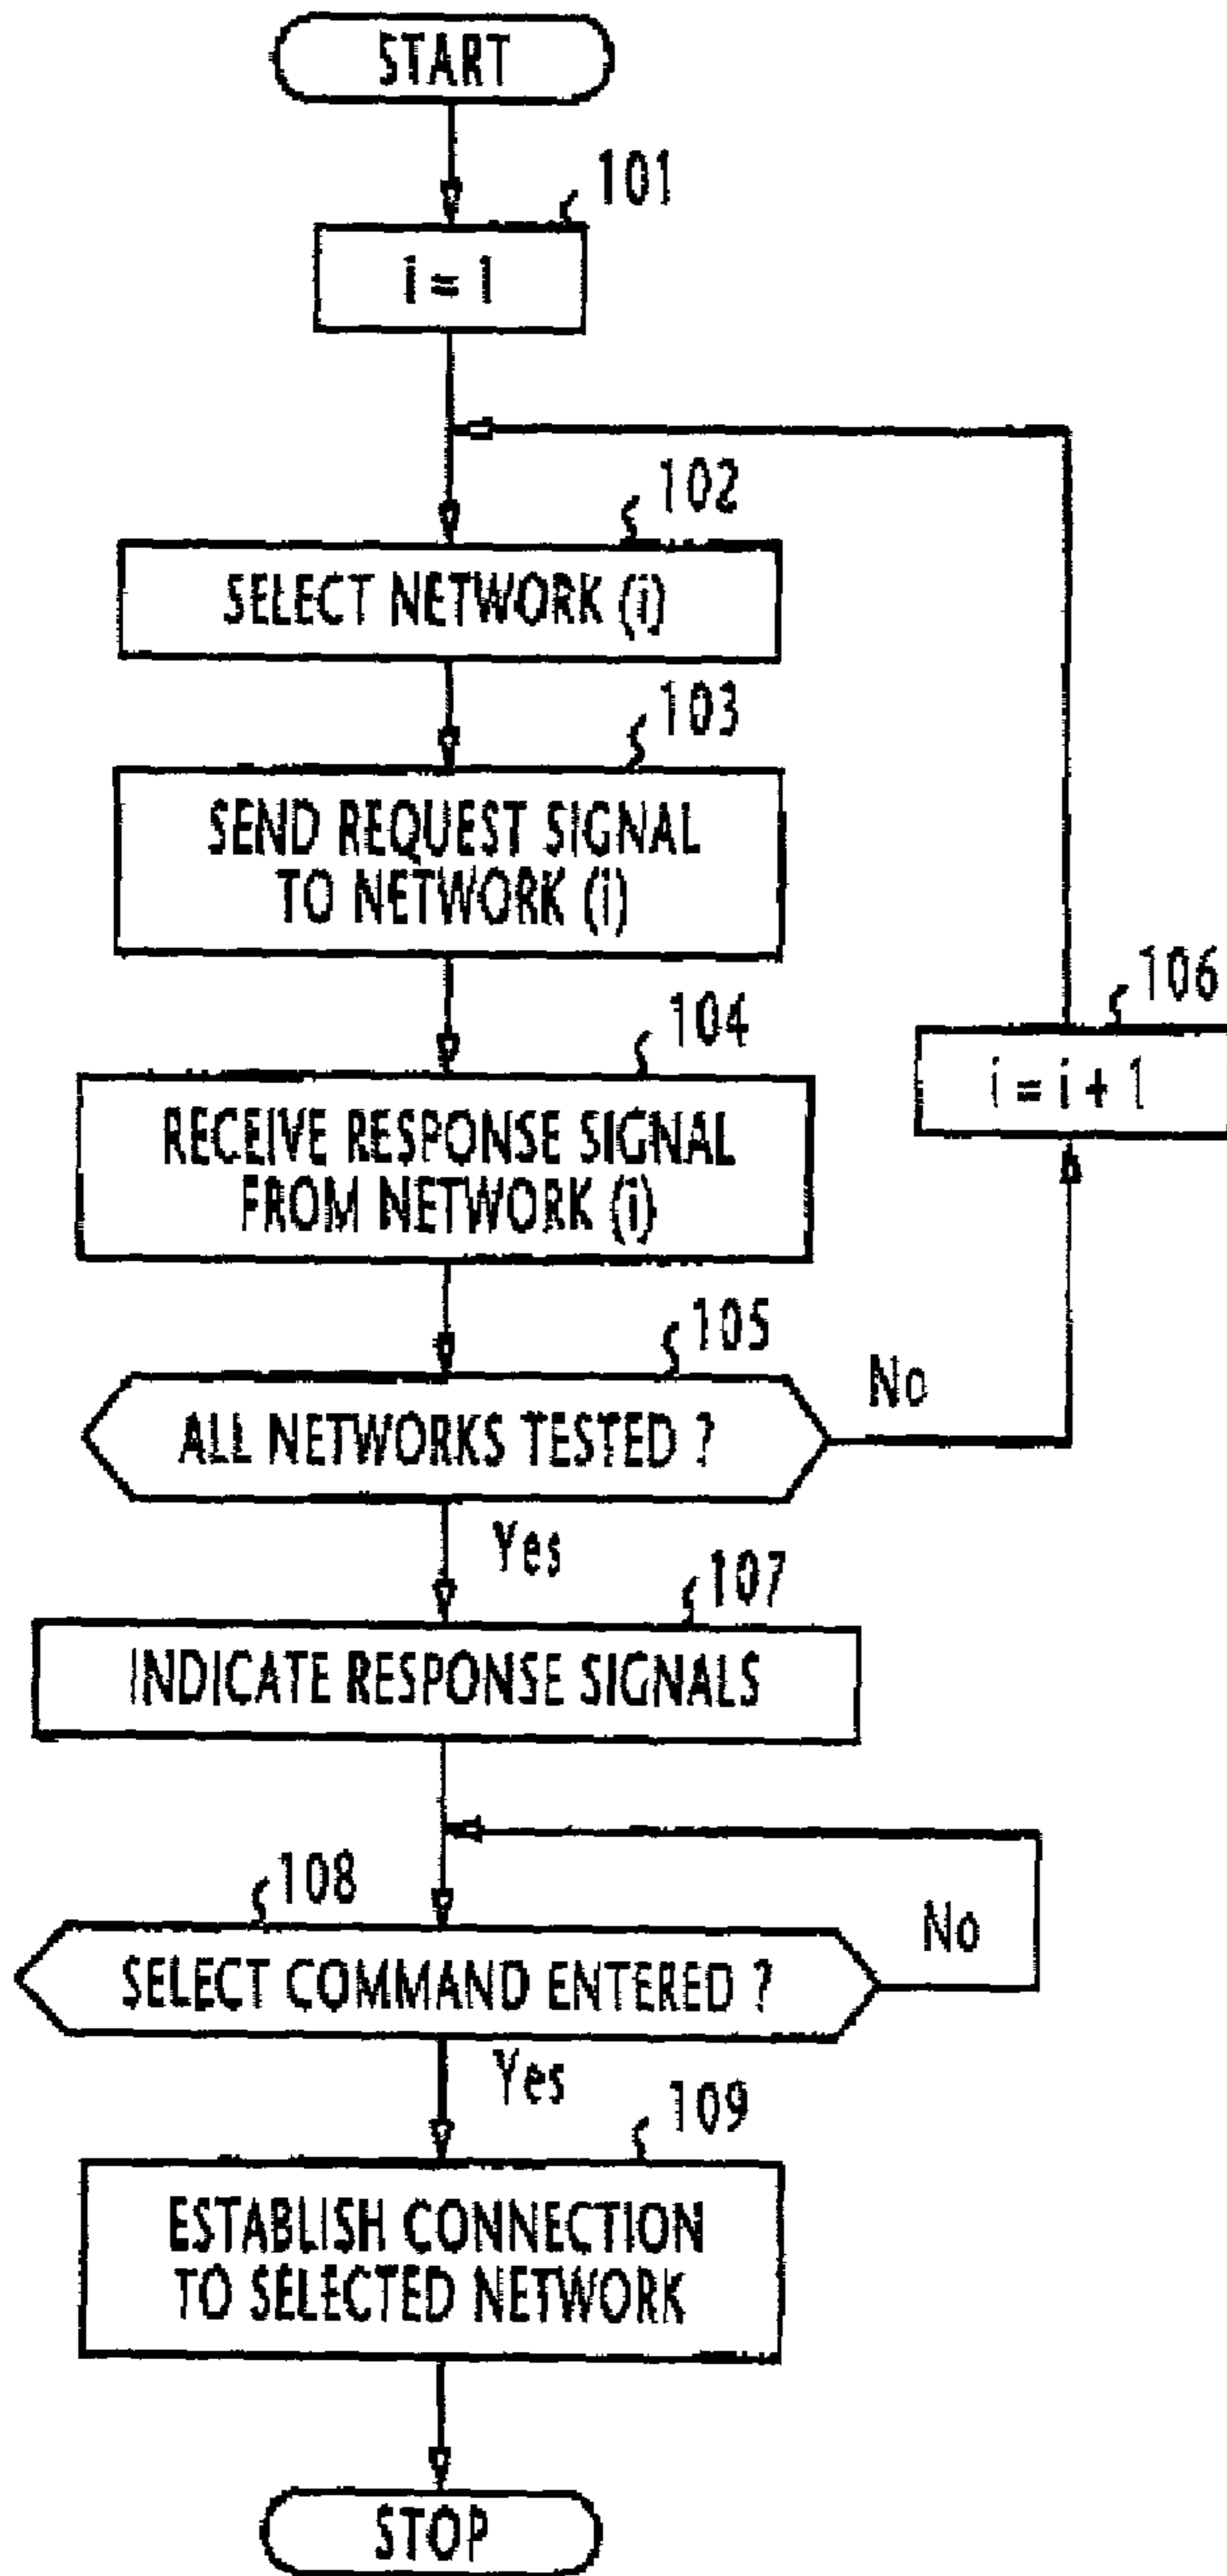 START
101
i = 1
102
SELECT NETWORK (i)
103
SEND REQUEST SIGNAL
TO NETWORK (i)
104
RECEIVE RESPONSE SIGNAL
FROM NETWORK (i)
106
i = i + 1
105
ALL NETWORKS TESTED ?
No
Yes
107
INDICATE RESPONSE SIGNALS
108
SELECT COMMAND ENTERED ?
No
Yes
109
ESTABLISH CONNECTION
TO SELECTED NETWORK
STOP